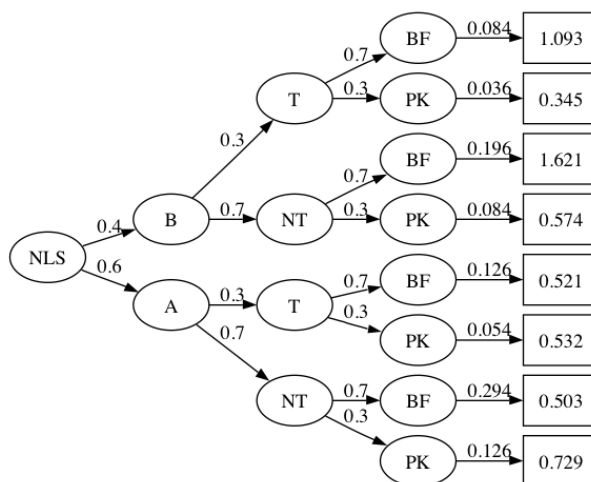 BF 0.084 1.093
0.7
T 0.3 PK 0.036 0.345
0.3
BF 0.196 1.621
0.7
B 0.7 NT 0.3 PK 0.084 0.574
0.4
NLS
0.6
BF 0.126 0.521
0.7
A 0.3 T
0.3
PK 0.054 0.532
0.7
NT 0.7 BF 0.294 0.503
0.3
PK 0.126 0.729